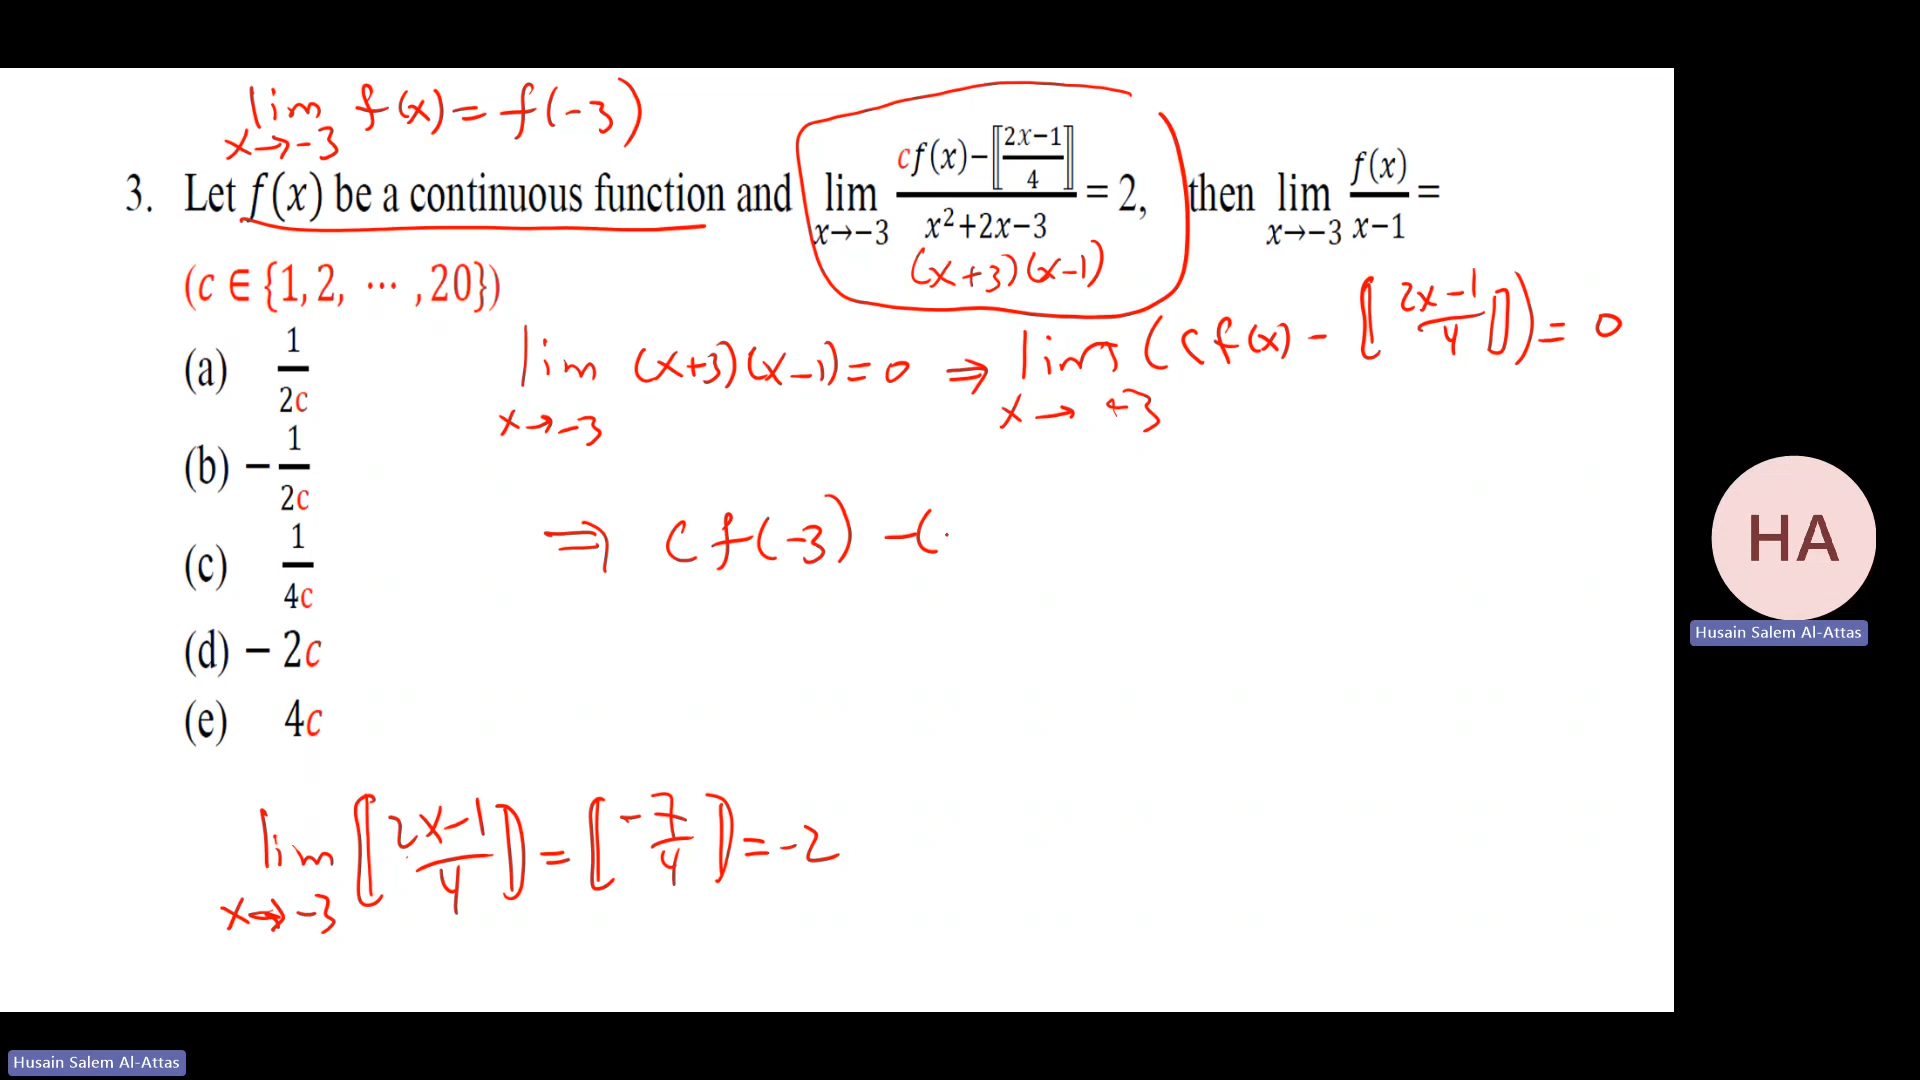 lim x→-3 f(x) = f(-3)
3. Let f(x) be a continuous function and lim x→-3 (cf(x)-⟦(2x-1)/4⟧)/(x²+2x-3) = 2, then lim x→-3 f(x)/(x-1) =
(x+3)(x-1)
(c ∈ {1, 2, ⋯ , 20})
lim x→-3 (x+3)(x-1) = 0 ⇒ lim x→-3 (cf(x) - ⟦(2x-1)/4⟧) = 0
(a) 1/2c
(b) - 1/2c
⇒ cf(-3) -(
(c) 1/4c
(d) - 2c
(e) 4c
lim x→-3 ⟦(2x-1)/4⟧ = ⟦-7/4⟧ = -2
HA
Husain Salem Al-Attas
Husain Salem Al-Attas